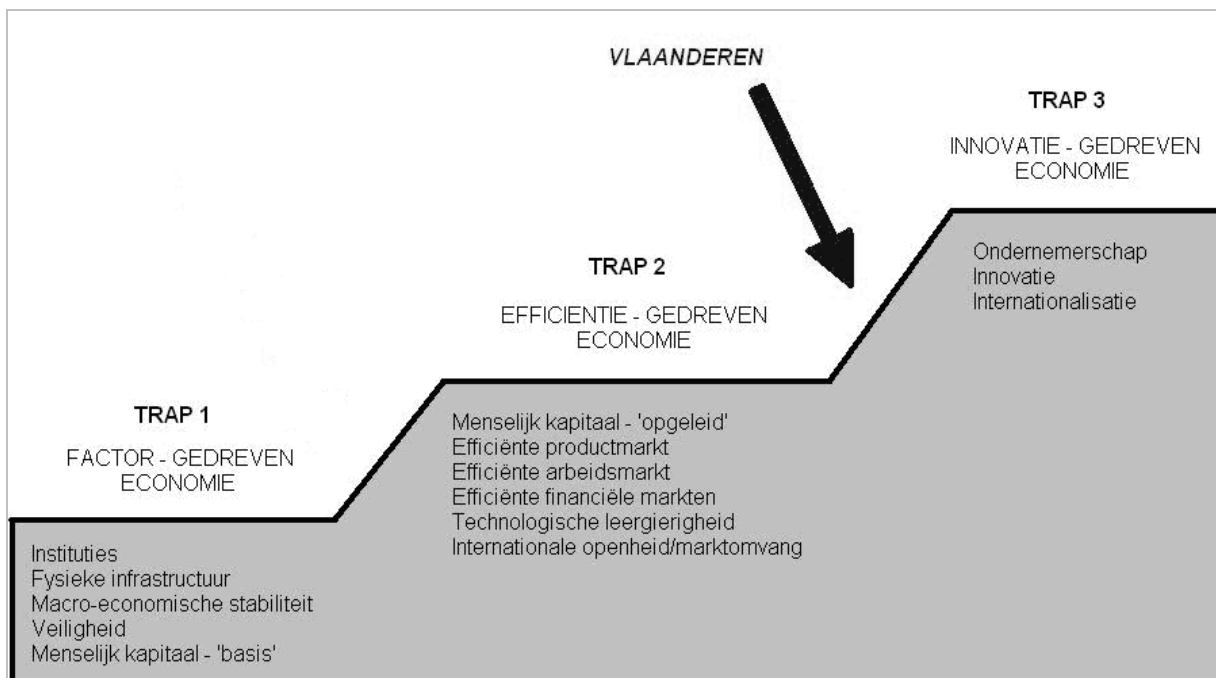 VLAANDEREN
TRAP 3
INNOVATIE - GEDREVEN
ECONOMIE
Ondernemerschap
Innovatie
Internationalisatie
TRAP 2
EFFICIENTIE - GEDREVEN
ECONOMIE
Menselijk kapitaal - 'opgeleid'
Efficiënte productmarkt
Efficiënte arbeidsmarkt
Efficiënte financiële markten
Technologische leergierigheid
Internationale openheid/marktomvang
TRAP 1
FACTOR - GEDREVEN
ECONOMIE
Instituties
Fysieke infrastructuur
Macro-economische stabiliteit
Veiligheid
Menselijk kapitaal - 'basis'